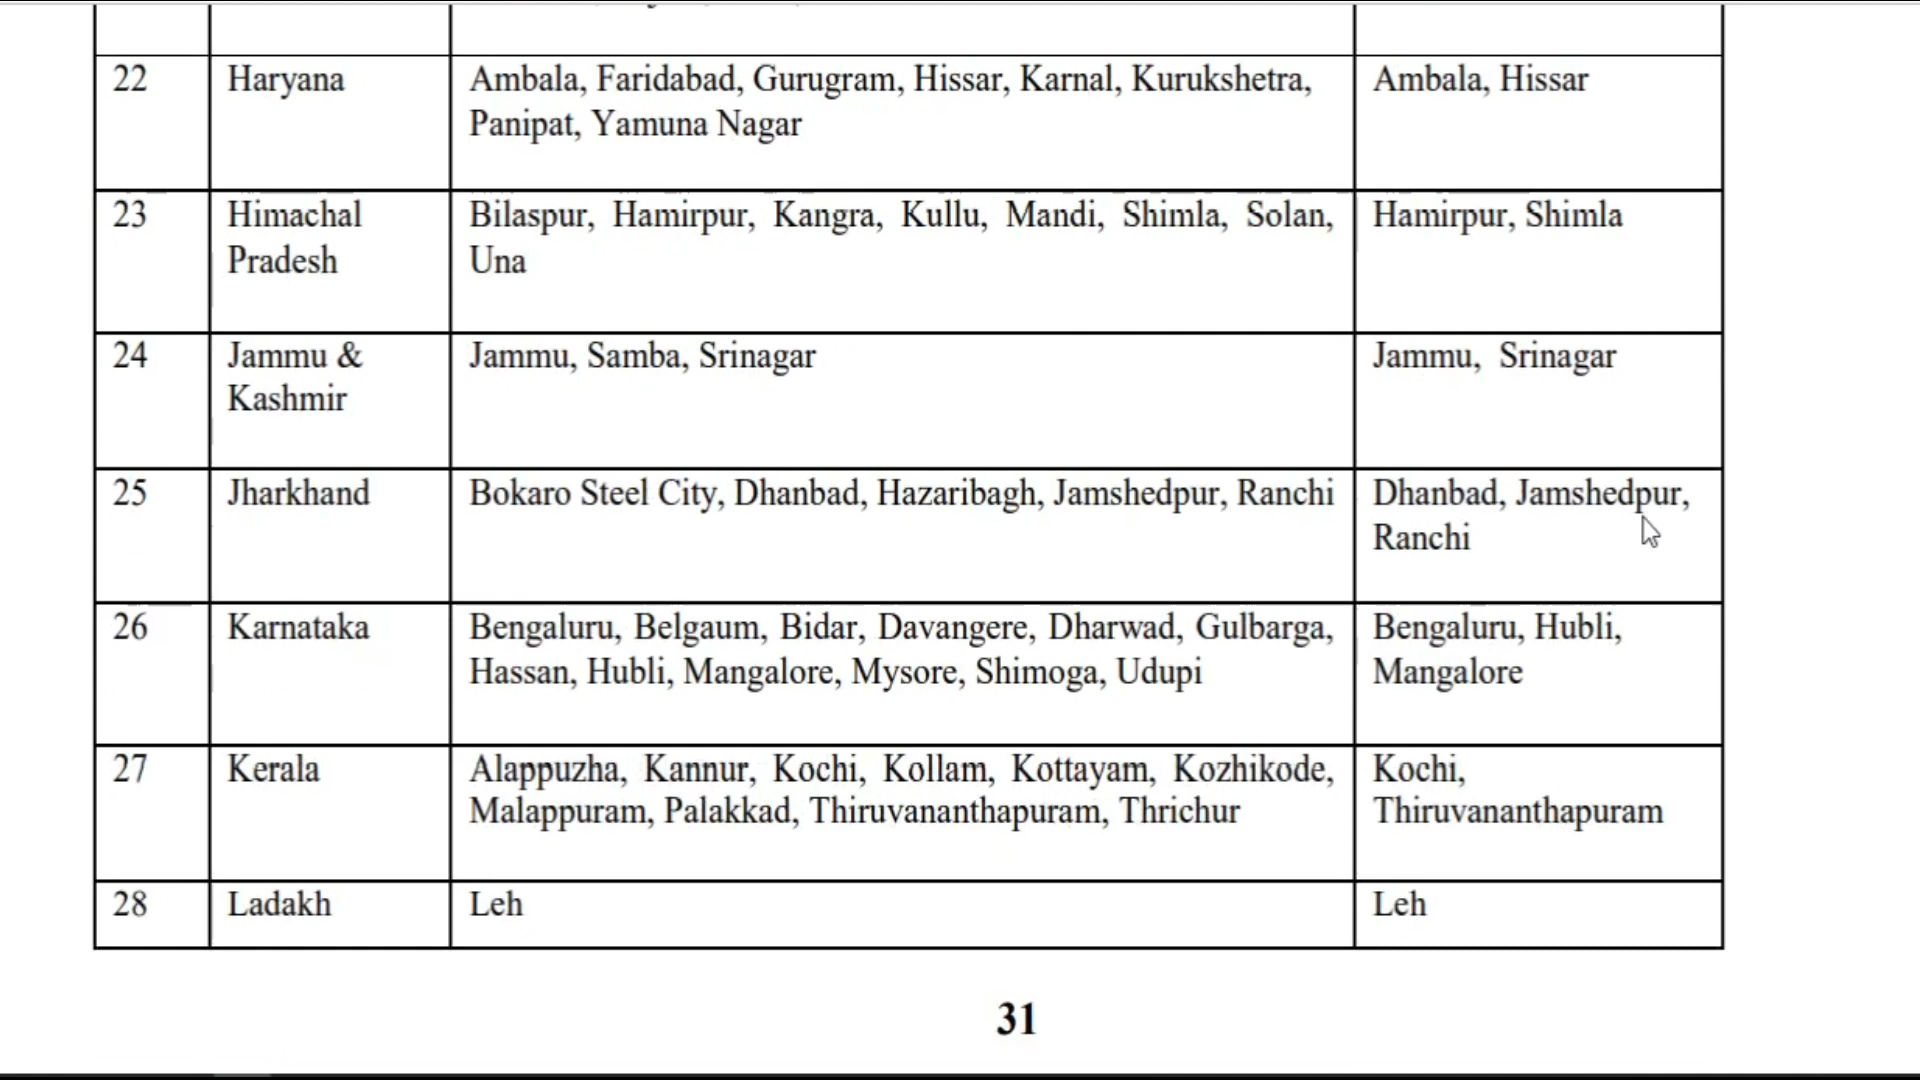 22 Haryana Ambala, Faridabad, Gurugram, Hissar, Karnal, Kurukshetra, Ambala, Hissar
Panipat, Yamuna Nagar
23 Himachal Bilaspur, Hamirpur, Kangra, Kullu, Mandi, Shimla, Solan, Hamirpur, Shimla
Pradesh Una
24 Jammu & Jammu, Samba, Srinagar Jammu, Srinagar
Kashmir
25 Jharkhand Bokaro Steel City, Dhanbad, Hazaribagh, Jamshedpur, Ranchi Dhanbad, Jamshedpur,
Ranchi
26 Karnataka Bengaluru, Belgaum, Bidar, Davangere, Dharwad, Gulbarga, Bengaluru, Hubli,
Hassan, Hubli, Mangalore, Mysore, Shimoga, Udupi Mangalore
27 Kerala Alappuzha, Kannur, Kochi, Kollam, Kottayam, Kozhikode, Kochi,
Malappuram, Palakkad, Thiruvananthapuram, Thrichur Thiruvananthapuram
28 Ladakh Leh Leh
31